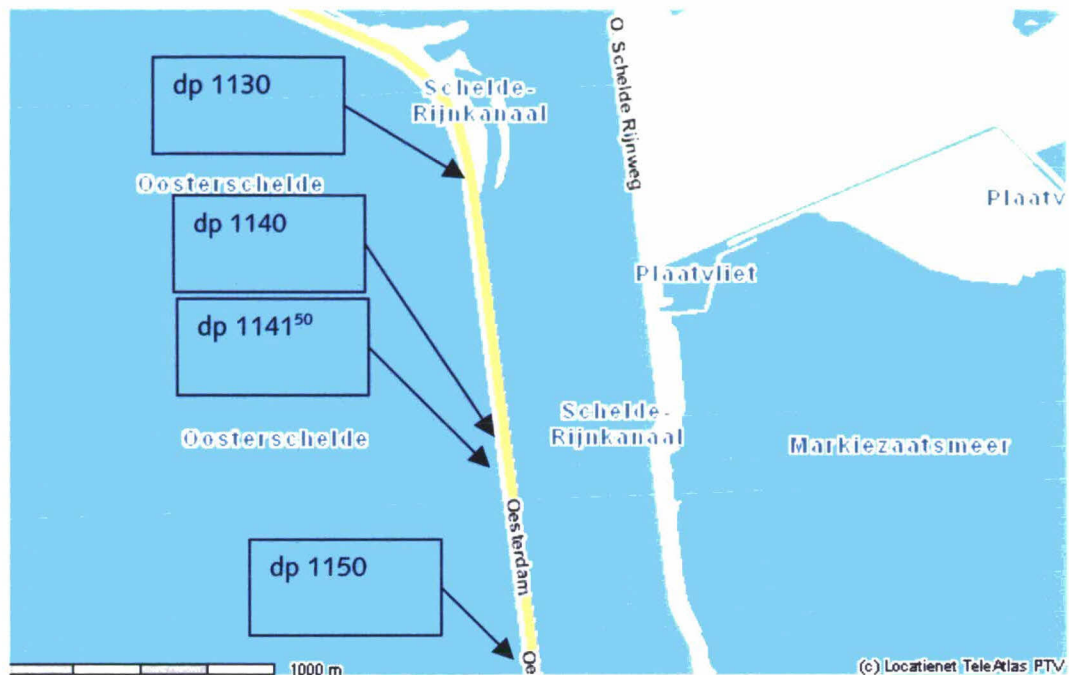 O. Schelde Rijnweg
dp 1130
Schelde-
Rijnkanaal
Oosterschelde
Plaatv
dp 1140
Plaatvliet
dp 1141⁵⁰
Schelde-
Rijnkanaal
Oosterschelde
Markiezaatsmeer
Oesterdam
dp 1150
Oe
1000 m
(c) Locatienet TeleAtlas PTV